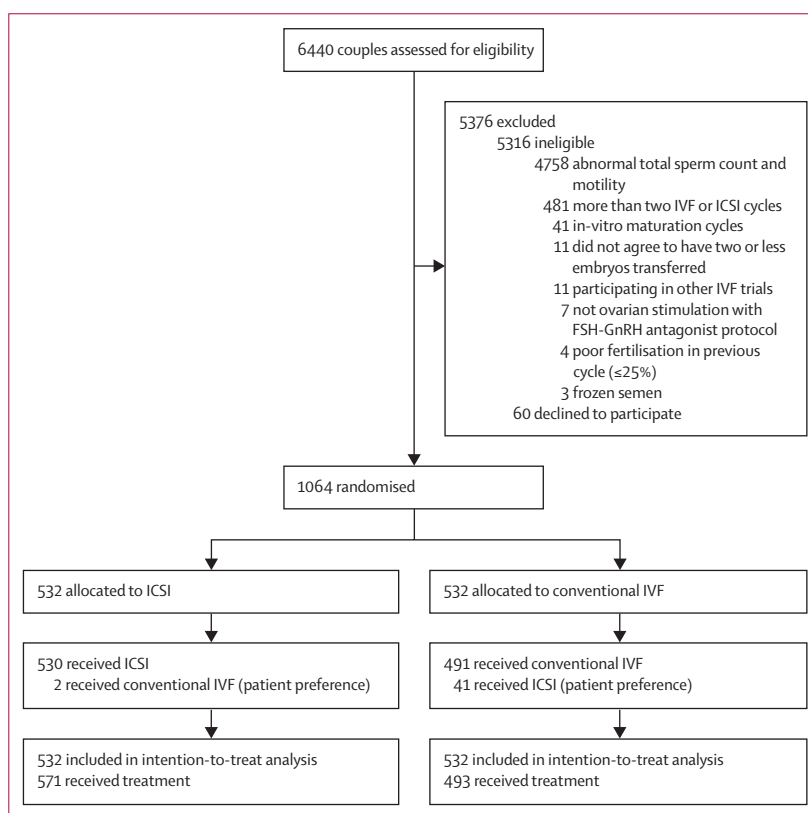 6440 couples assessed for eligibility
5376 excluded
5316 ineligible
4758 abnormal total sperm count and
motility
481 more than two IVF or ICSI cycles
41 in-vitro maturation cycles
11 did not agree to have two or less
embryos transferred
11 participating in other IVF trials
7 not ovarian stimulation with
FSH-GnRH antagonist protocol
4 poor fertilisation in previous
cycle (≤25%)
3 frozen semen
60 declined to participate
1064 randomised
532 allocated to ICSI
532 allocated to conventional IVF
530 received ICSI
2 received conventional IVF (patient preference)
491 received conventional IVF
41 received ICSI (patient preference)
532 included in intention-to-treat analysis
571 received treatment
532 included in intention-to-treat analysis
493 received treatment